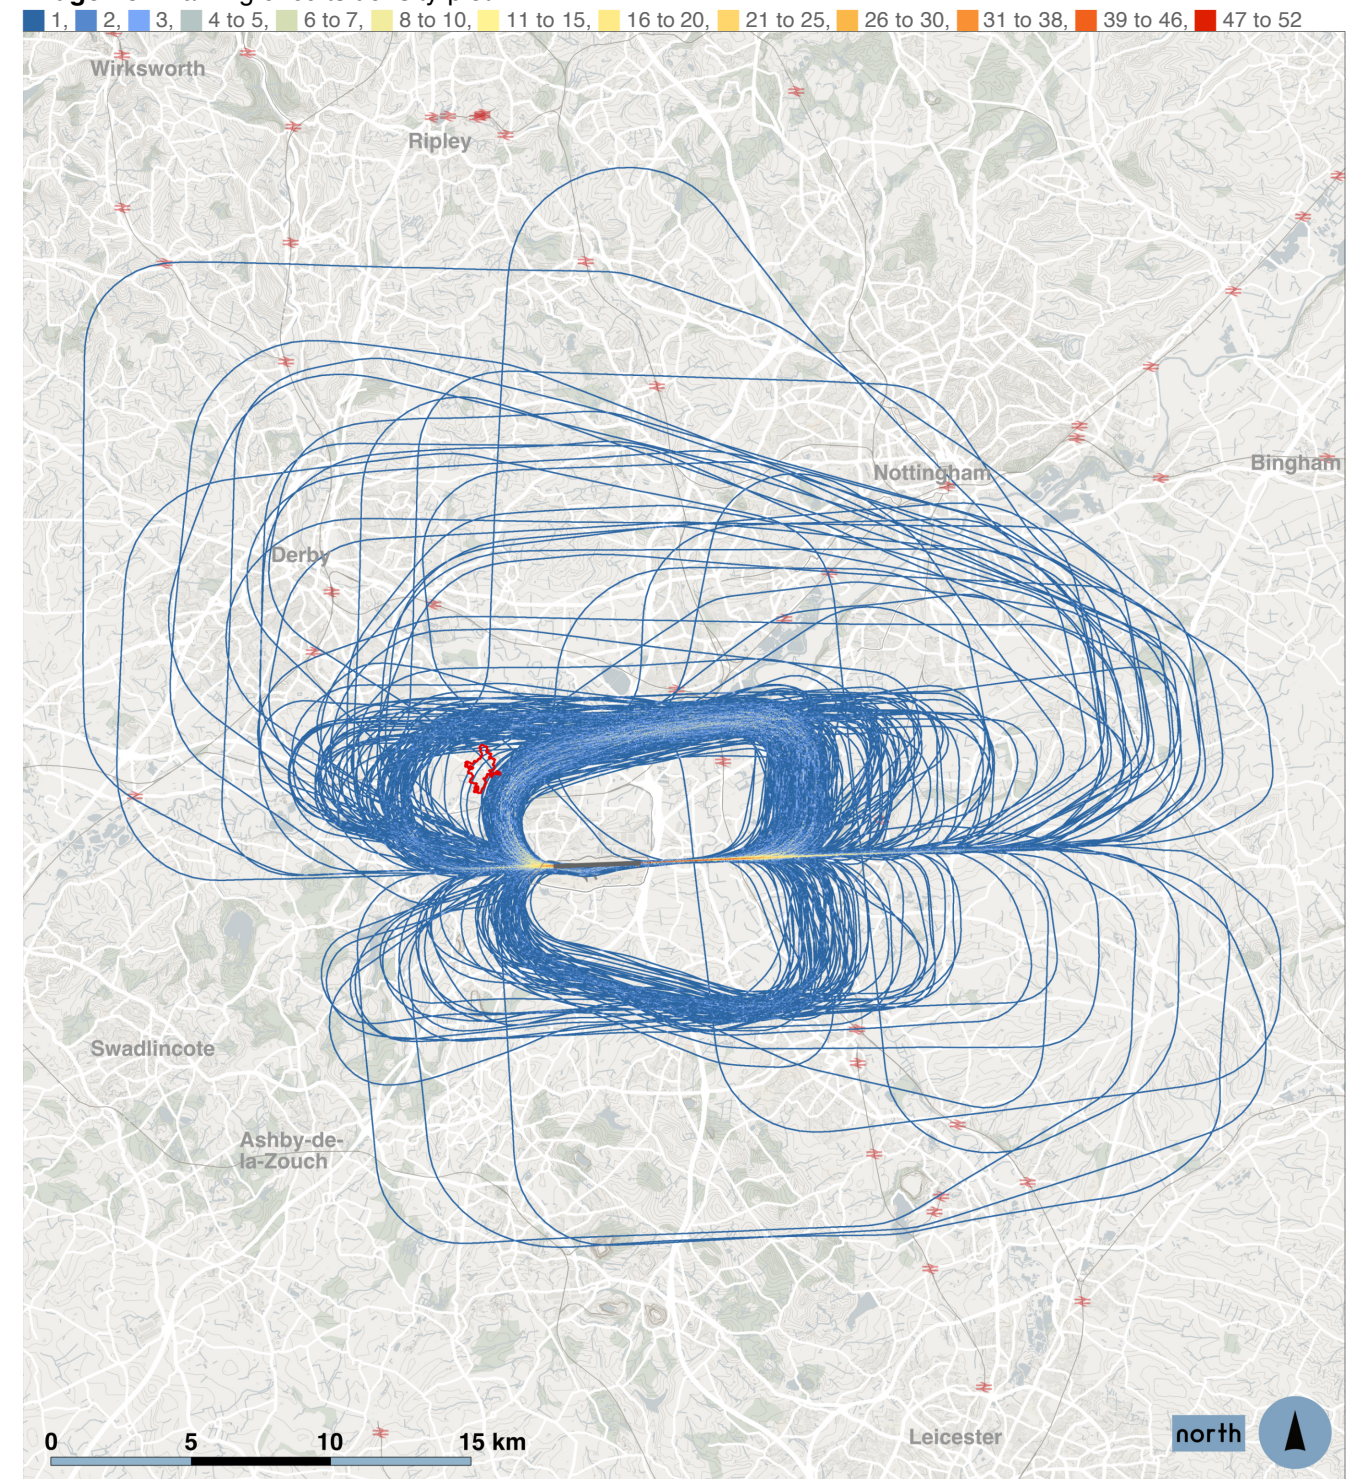 1, 2, 3, 4 to 5, 6 to 7, 8 to 10, 11 to 15, 16 to 20, 21 to 25, 26 to 30, 31 to 38, 39 to 46, 47 to 52
Wirksworth
Ripley
Nottingham
Bingham
Derby
Swadlincote
Ashby-de-
la-Zouch
0 5 10 15 km
Leicester
north